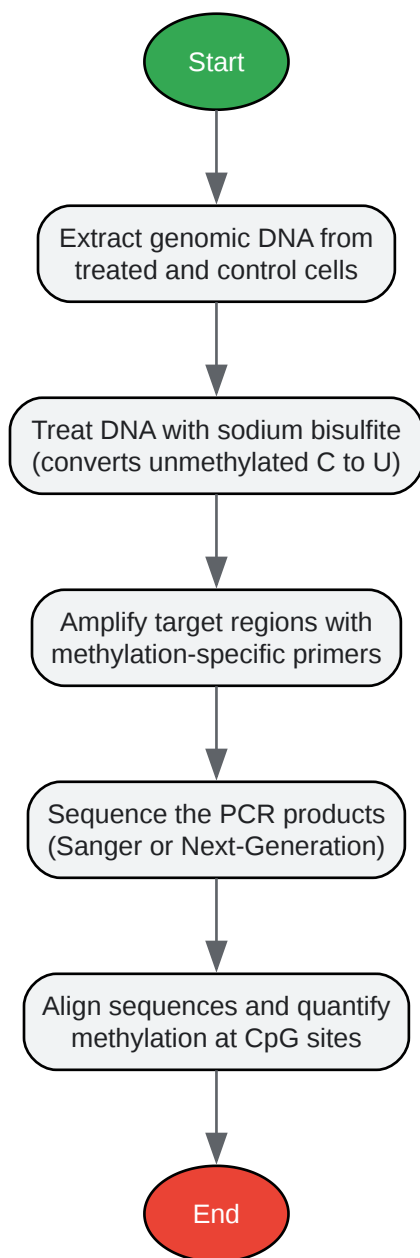 Start
Extract genomic DNA from
treated and control cells
Treat DNA with sodium bisulfite
(converts unmethylated C to U)
Amplify target regions with
methylation-specific primers
Sequence the PCR products
(Sanger or Next-Generation)
Align sequences and quantify
methylation at CpG sites
End